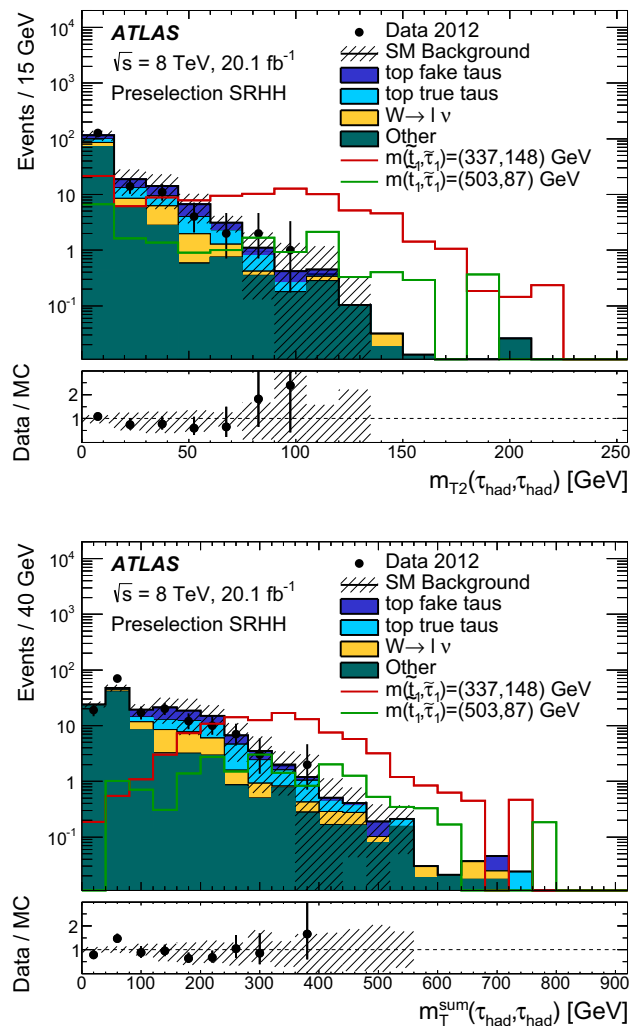 Events / 15 GeV
10⁴
10³
10²
10
1
10⁻¹
ATLAS
√s = 8 TeV, 20.1 fb⁻¹
Preselection SRHH
Data 2012
SM Background
top fake taus
top true taus
W→ l ν
Other
m(t̃₁,τ̃₁)=(337,148) GeV
m(t̃₁,τ̃₁)=(503,87) GeV
Data / MC
2
1
0 50 100 150 200 250
m_T2(τ_had,τ_had) [GeV]
Events / 40 GeV
10⁴
10³
10²
10
1
10⁻¹
ATLAS
√s = 8 TeV, 20.1 fb⁻¹
Preselection SRHH
Data 2012
SM Background
top fake taus
top true taus
W→ l ν
Other
m(t̃₁,τ̃₁)=(337,148) GeV
m(t̃₁,τ̃₁)=(503,87) GeV
Data / MC
2
1
0 100 200 300 400 500 600 700 800 900
m_T^sum(τ_had,τ_had) [GeV]